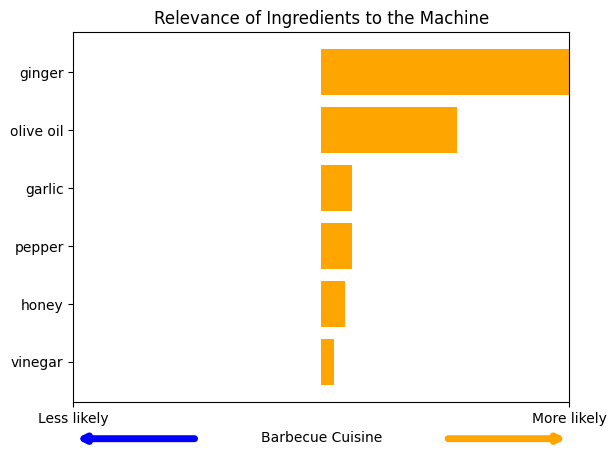 Relevance of Ingredients to the Machine
ginger
olive oil
garlic
pepper
honey
vinegar
Less likely
More likely
Barbecue Cuisine